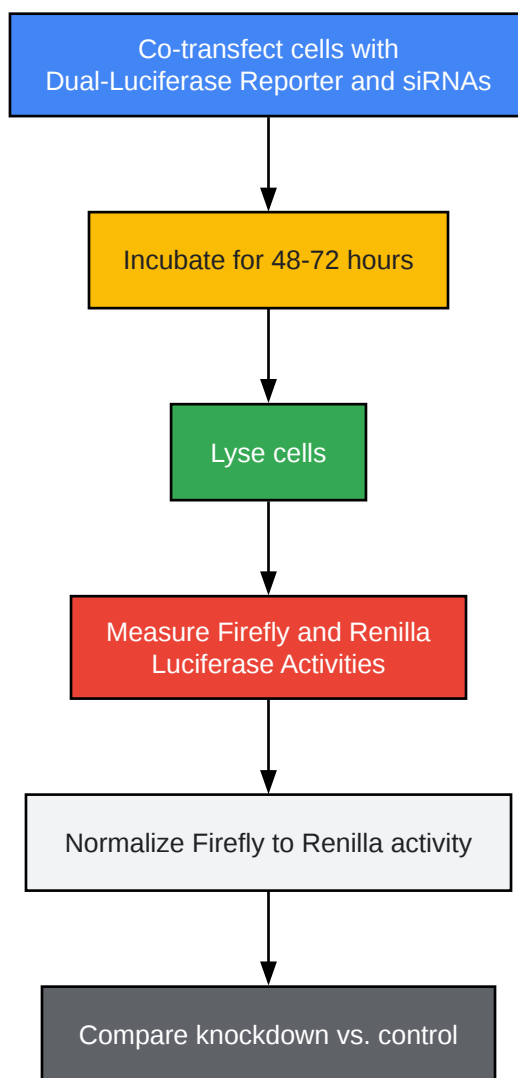 Co-transfect cells with
Dual-Luciferase Reporter and siRNAs
Incubate for 48-72 hours
Lyse cells
Measure Firefly and Renilla
Luciferase Activities
Normalize Firefly to Renilla activity
Compare knockdown vs. control